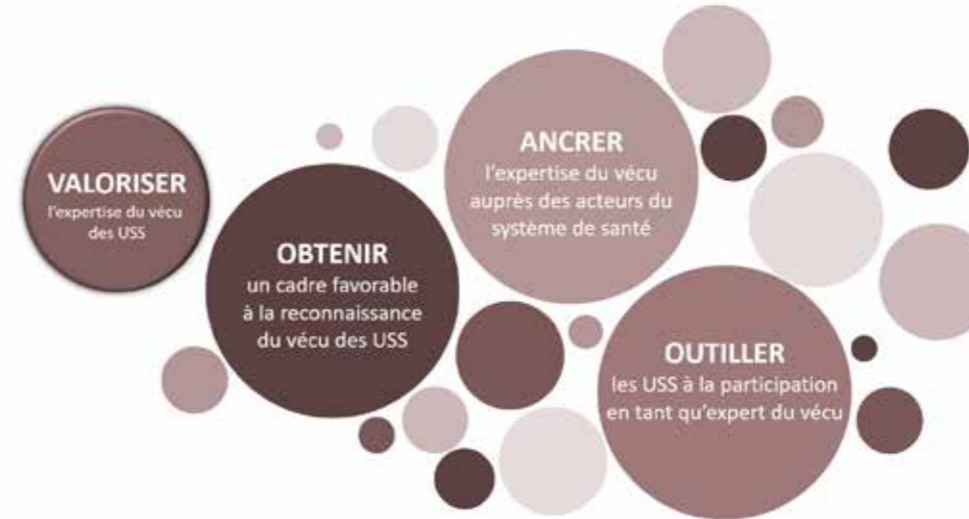 VALORISER
l'expertise du vécu
des USS
OBTENIR
un cadre favorable
à la reconnaissance
du vécu des USS
ANCRER
l'expertise du vécu
auprès des acteurs du
système de santé
OUTILLER
les USS à la participation
en tant qu'expert du vécu